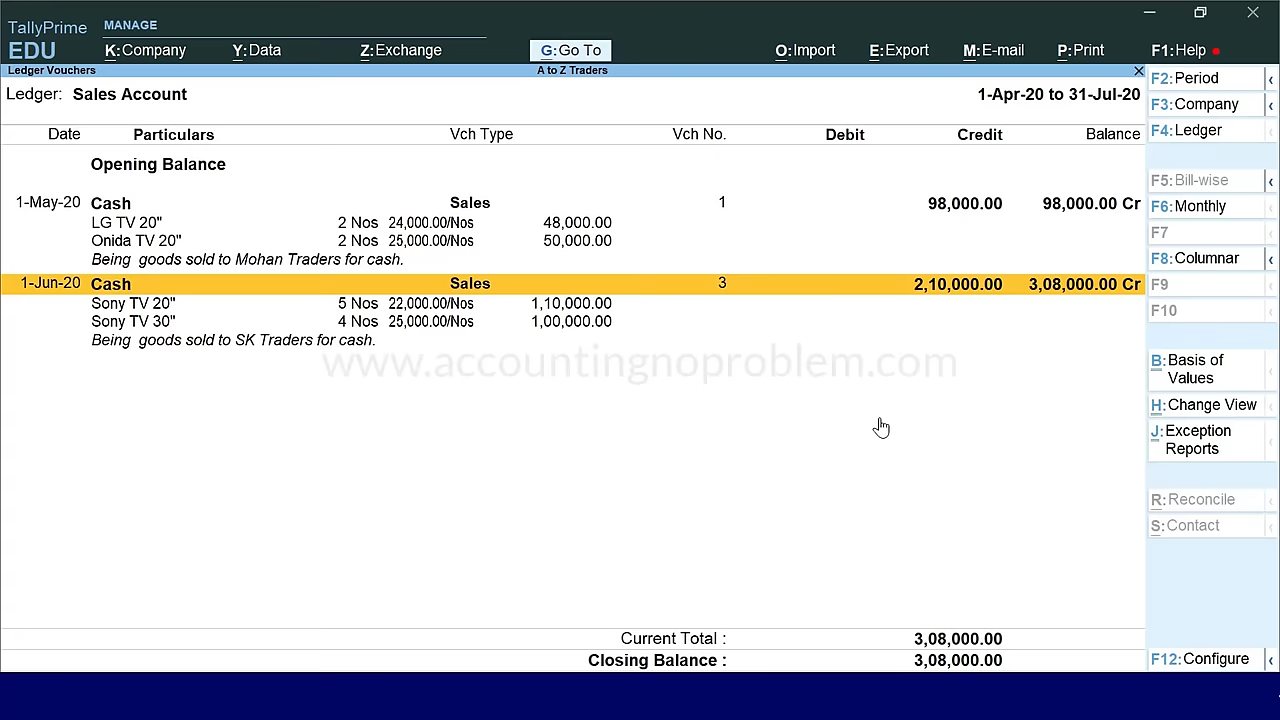 TallyPrime
EDU
MANAGE
K:Company Y:Data Z:Exchange G:Go To O:Import E:Export M:E-mail P:Print F1:Help
Ledger Vouchers A to Z Traders
Ledger: Sales Account 1-Apr-20 to 31-Jul-20
Date Particulars Vch Type Vch No. Debit Credit Balance
Opening Balance
1-May-20 Cash Sales 1 98,000.00 98,000.00 Cr
LG TV 20" 2 Nos 24,000.00/Nos 48,000.00
Onida TV 20" 2 Nos 25,000.00/Nos 50,000.00
Being goods sold to Mohan Traders for cash.
1-Jun-20 Cash Sales 3 2,10,000.00 3,08,000.00 Cr
Sony TV 20" 5 Nos 22,000.00/Nos 1,10,000.00
Sony TV 30" 4 Nos 25,000.00/Nos 1,00,000.00
Being goods sold to SK Traders for cash.
www.accountingnoproblem.com
Current Total : 3,08,000.00
Closing Balance : 3,08,000.00
F2:Period
F3:Company
F4:Ledger
F5:Bill-wise
F6:Monthly
F7
F8:Columnar
F9
F10
B:Basis of
Values
H:Change View
J:Exception
Reports
R:Reconcile
S:Contact
F12:Configure